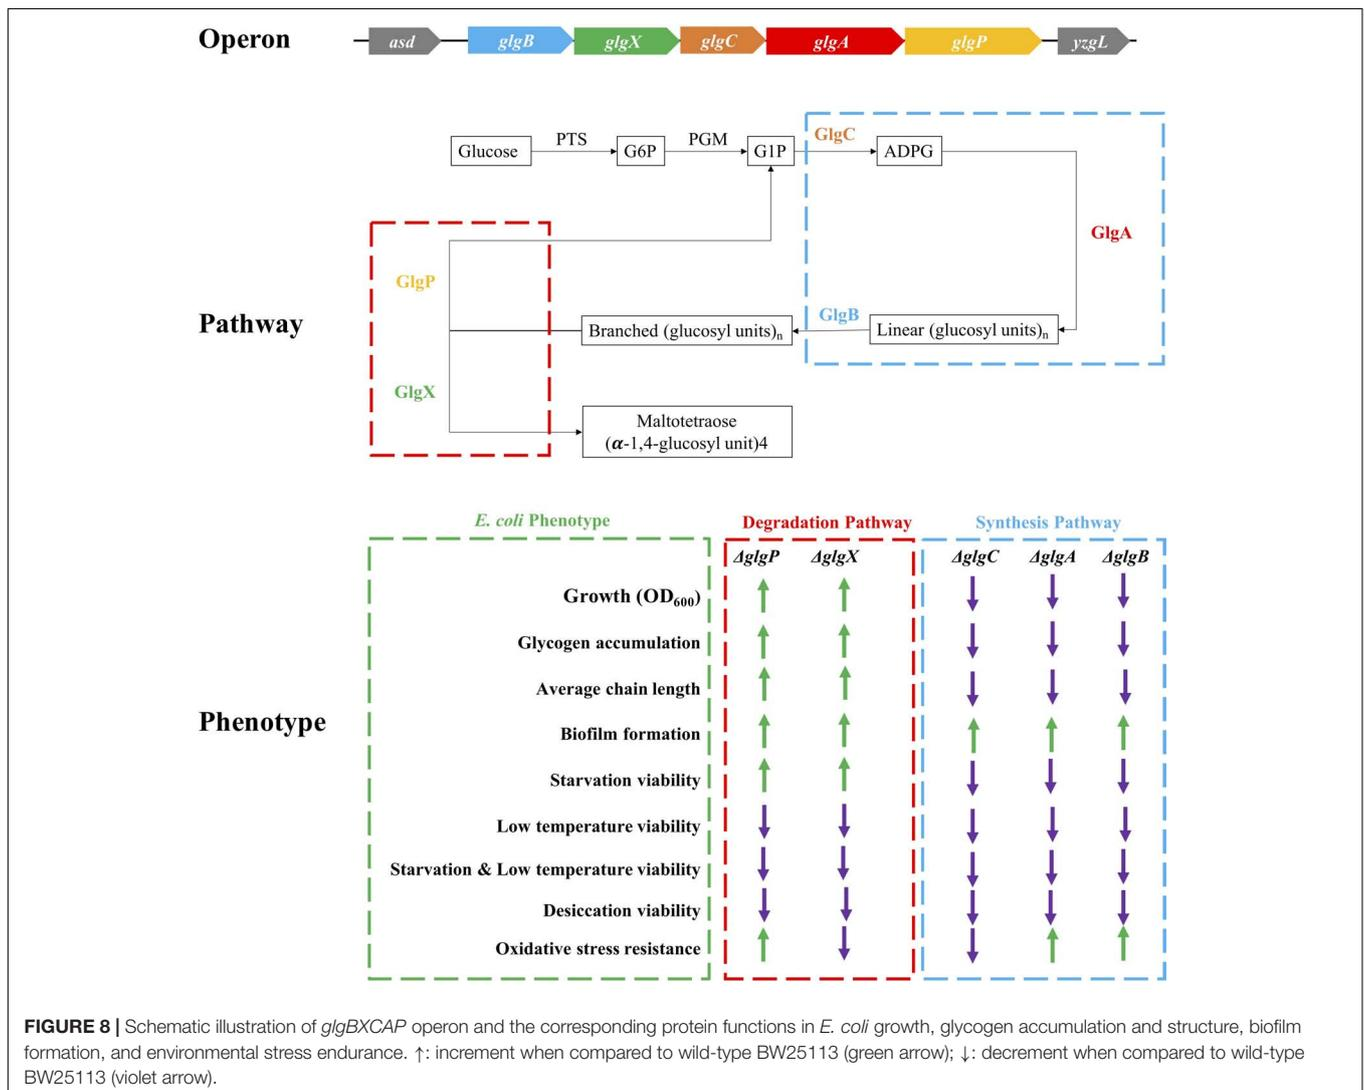 Operon
asd glgB glgX glgC glgA glgP yzgL
Glucose PTS G6P PGM G1P GlgC ADPG
GlgA
GlgP
Pathway
Branched (glucosyl units)n GlgB Linear (glucosyl units)n
GlgX
Maltotetraose
(α-1,4-glucosyl unit)4
E. coli Phenotype Degradation Pathway Synthesis Pathway
ΔglgP ΔglgX ΔglgC ΔglgA ΔglgB
Growth (OD600) ↑ ↑ ↓ ↓ ↓
Glycogen accumulation ↑ ↑ ↓ ↓ ↓
Average chain length ↑ ↑ ↓ ↓ ↓
Phenotype
Biofilm formation ↑ ↑ ↑ ↑ ↑
Starvation viability ↑ ↑ ↓ ↓ ↓
Low temperature viability ↓ ↓ ↓ ↓ ↓
Starvation & Low temperature viability ↓ ↓ ↓ ↓ ↓
Desiccation viability ↓ ↓ ↓ ↓ ↓
Oxidative stress resistance ↑ ↓ ↓ ↑ ↑
FIGURE 8 | Schematic illustration of glgBXCAP operon and the corresponding protein functions in E. coli growth, glycogen accumulation and structure, biofilm
formation, and environmental stress endurance. ↑: increment when compared to wild-type BW25113 (green arrow); ↓: decrement when compared to wild-type
BW25113 (violet arrow).